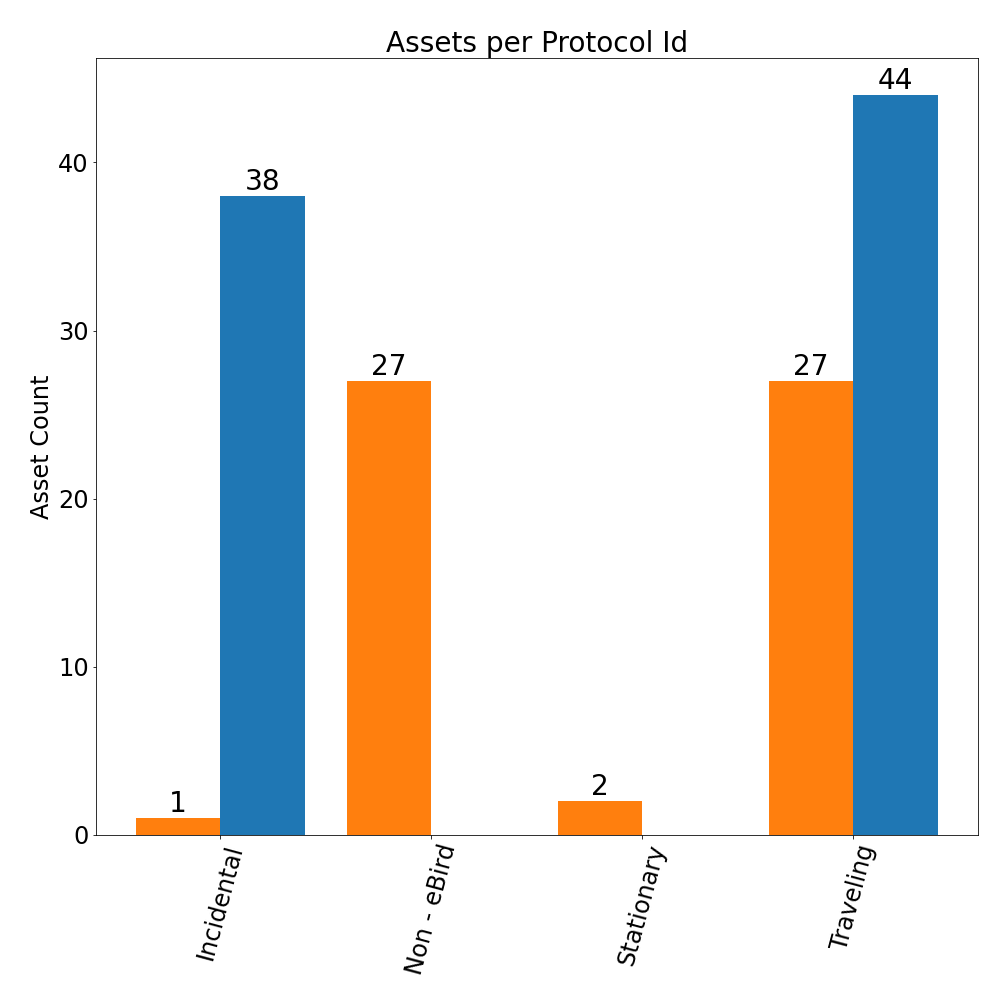 Assets per Protocol Id
44
40
38
30
27
27
Asset Count
20
10
2
1
0
Incidental
Non - eBird
Stationary
Traveling